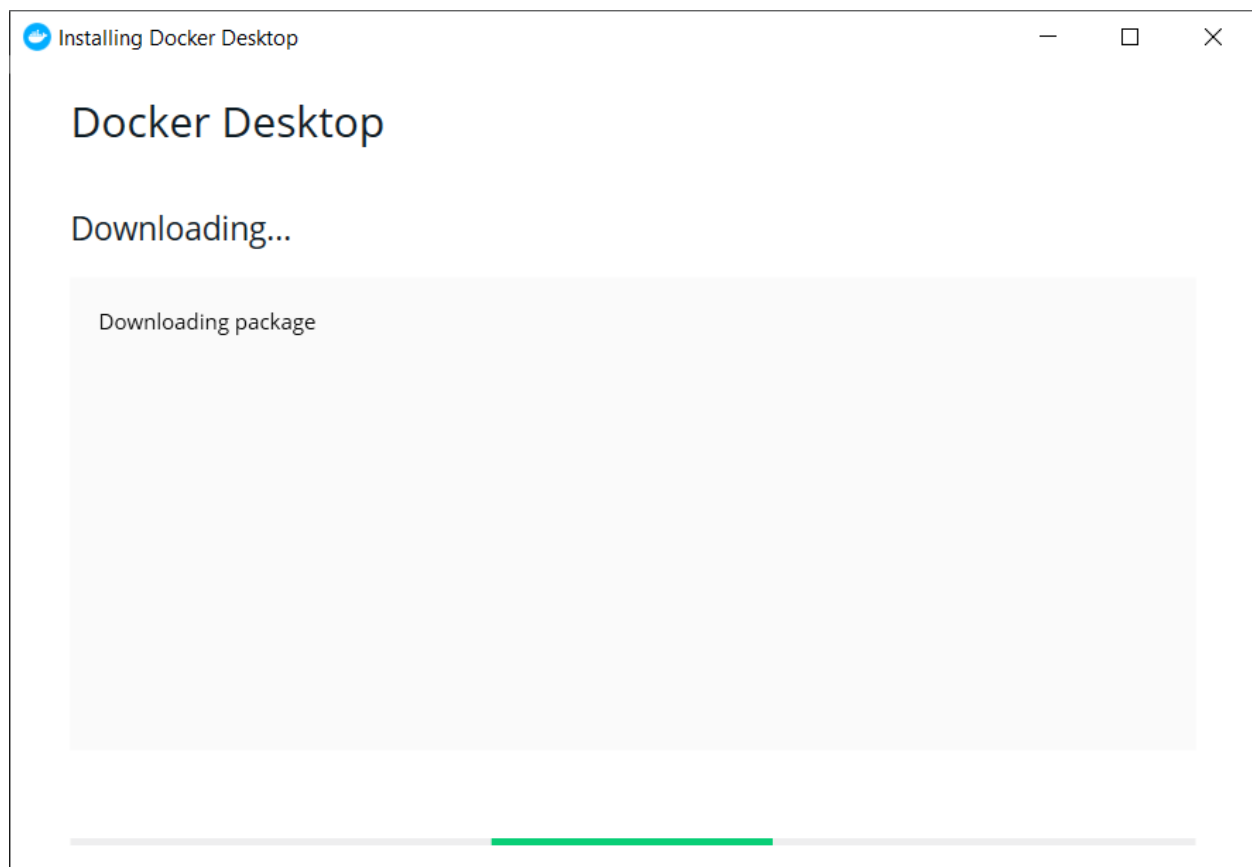 Installing Docker Desktop
Docker Desktop
Downloading...
Downloading package